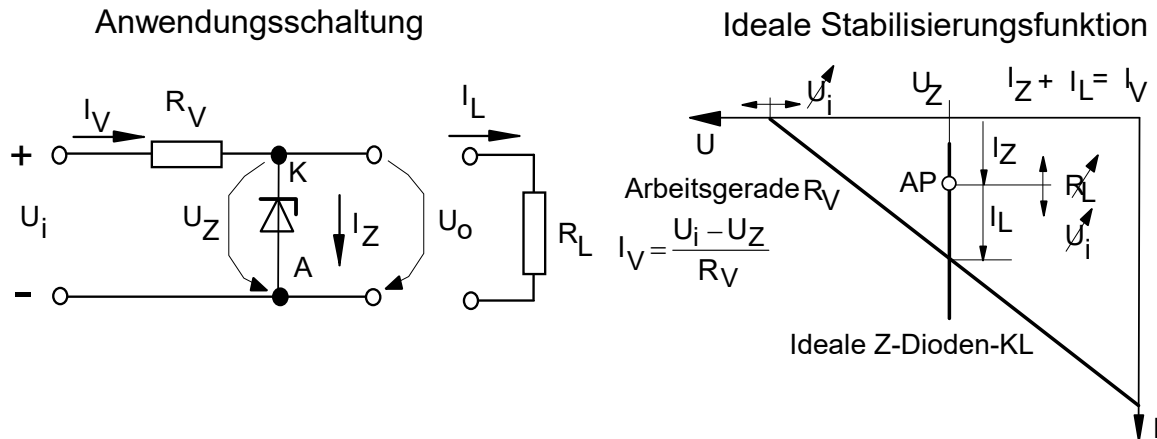 Anwendungsschaltung
I_V
R_V
I_L
+
K
U_i
U_Z
I_Z
U_o
R_L
A
-
Ideale Stabilisierungsfunktion
U_i
U_Z
I_Z + I_L = I_V
U
I_Z
AP
R_L
Arbeitsgerade R_V
I_L
U_i
I_V = (U_i – U_Z) / R_V
Ideale Z-Dioden-KL
I